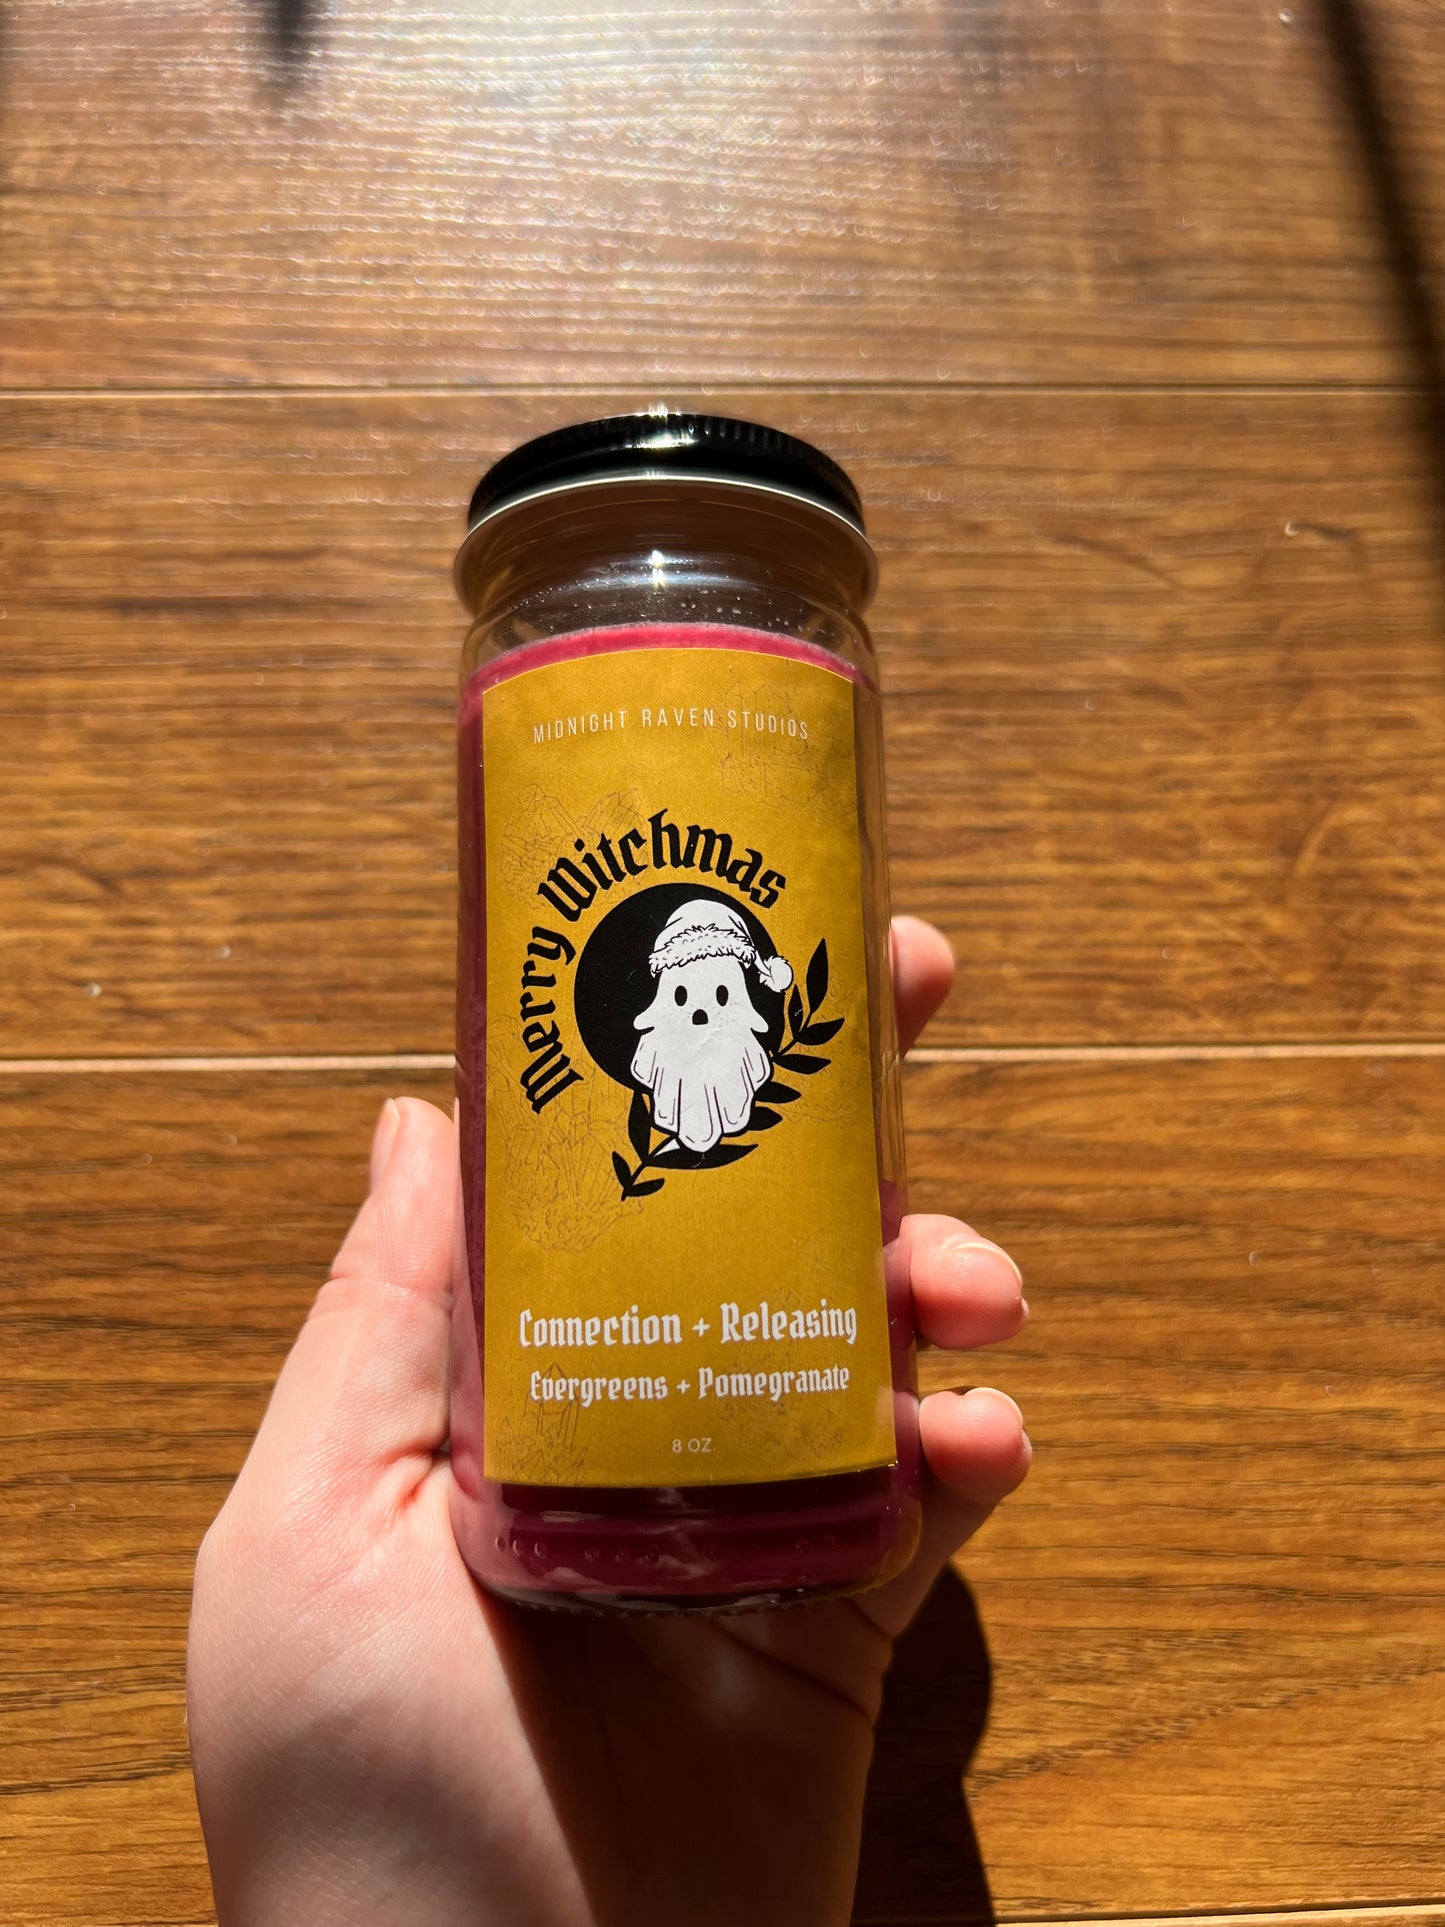 MIDNIGHT RAVEN STUDIOS
Merry Witchmas
Connection + Releasing
Evergreens + Pomegranate
8 OZ.